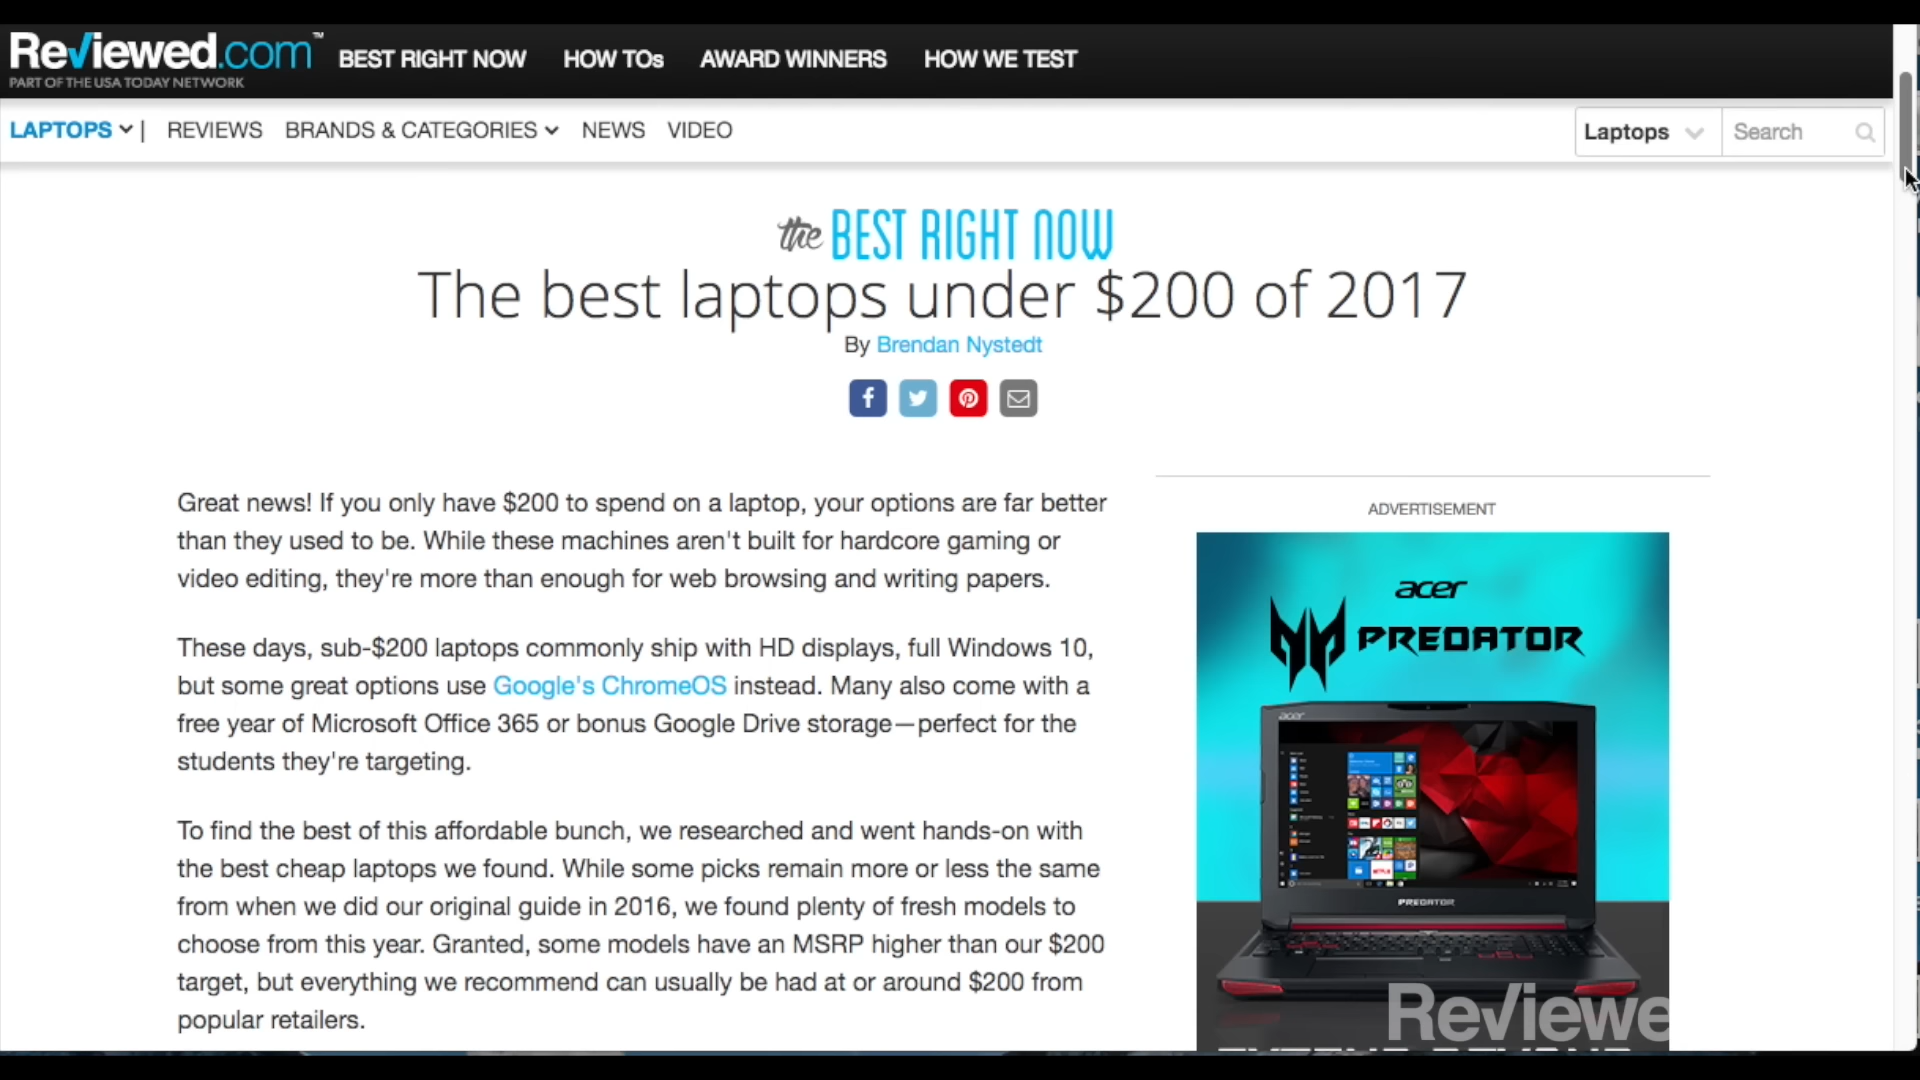 Reviewed.com™
PART OF THE USA TODAY NETWORK
BEST RIGHT NOW HOW TOs AWARD WINNERS HOW WE TEST
LAPTOPS | REVIEWS BRANDS & CATEGORIES NEWS VIDEO Laptops Search
the BEST RIGHT NOW
The best laptops under $200 of 2017
By Brendan Nystedt
Great news! If you only have $200 to spend on a laptop, your options are far better
than they used to be. While these machines aren't built for hardcore gaming or
video editing, they're more than enough for web browsing and writing papers.
These days, sub-$200 laptops commonly ship with HD displays, full Windows 10,
but some great options use Google's ChromeOS instead. Many also come with a
free year of Microsoft Office 365 or bonus Google Drive storage—perfect for the
students they're targeting.
To find the best of this affordable bunch, we researched and went hands-on with
the best cheap laptops we found. While some picks remain more or less the same
from when we did our original guide in 2016, we found plenty of fresh models to
choose from this year. Granted, some models have an MSRP higher than our $200
target, but everything we recommend can usually be had at or around $200 from
popular retailers.
ADVERTISEMENT
acer
PREDATOR
acer
PREDATOR
Reviewe